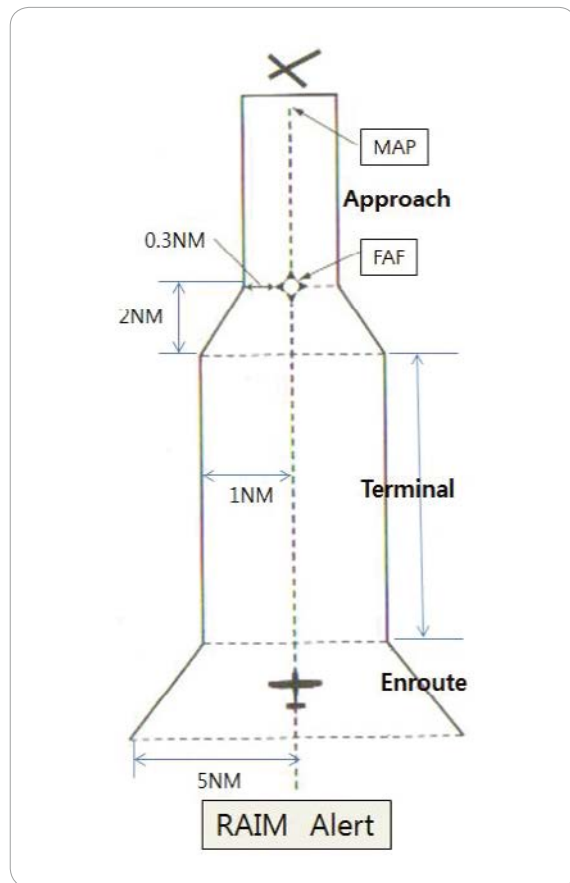 MAP
Approach
0.3NM
FAF
2NM
1NM
Terminal
Enroute
5NM
RAIM Alert